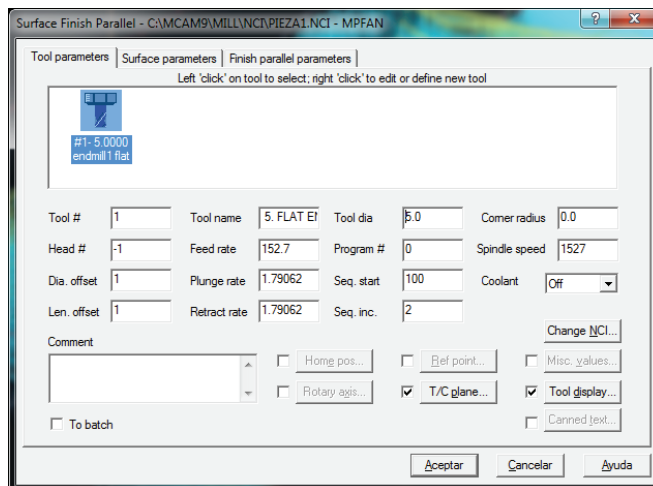 Surface Finish Parallel - C:\MCAM9\MILL\NCI\PIEZA1.NCI - MPFAN
Tool parameters Surface parameters Finish parallel parameters
Left 'click' on tool to select; right 'click' to edit or define new tool
#1- 5.0000
endmill1 flat
Tool # 1 Tool name 5. FLAT EN Tool dia 5.0 Corner radius 0.0
Head # -1 Feed rate 152.7 Program # 0 Spindle speed 1527
Dia. offset 1 Plunge rate 1.79062 Seq. start 100 Coolant Off
Len. offset 1 Retract rate 1.79062 Seq. inc. 2
Change NCI...
Comment
Home pos... Ref point... Misc. values...
Rotary axis... T/C plane... Tool display...
To batch Canned text...
Aceptar Cancelar Ayuda